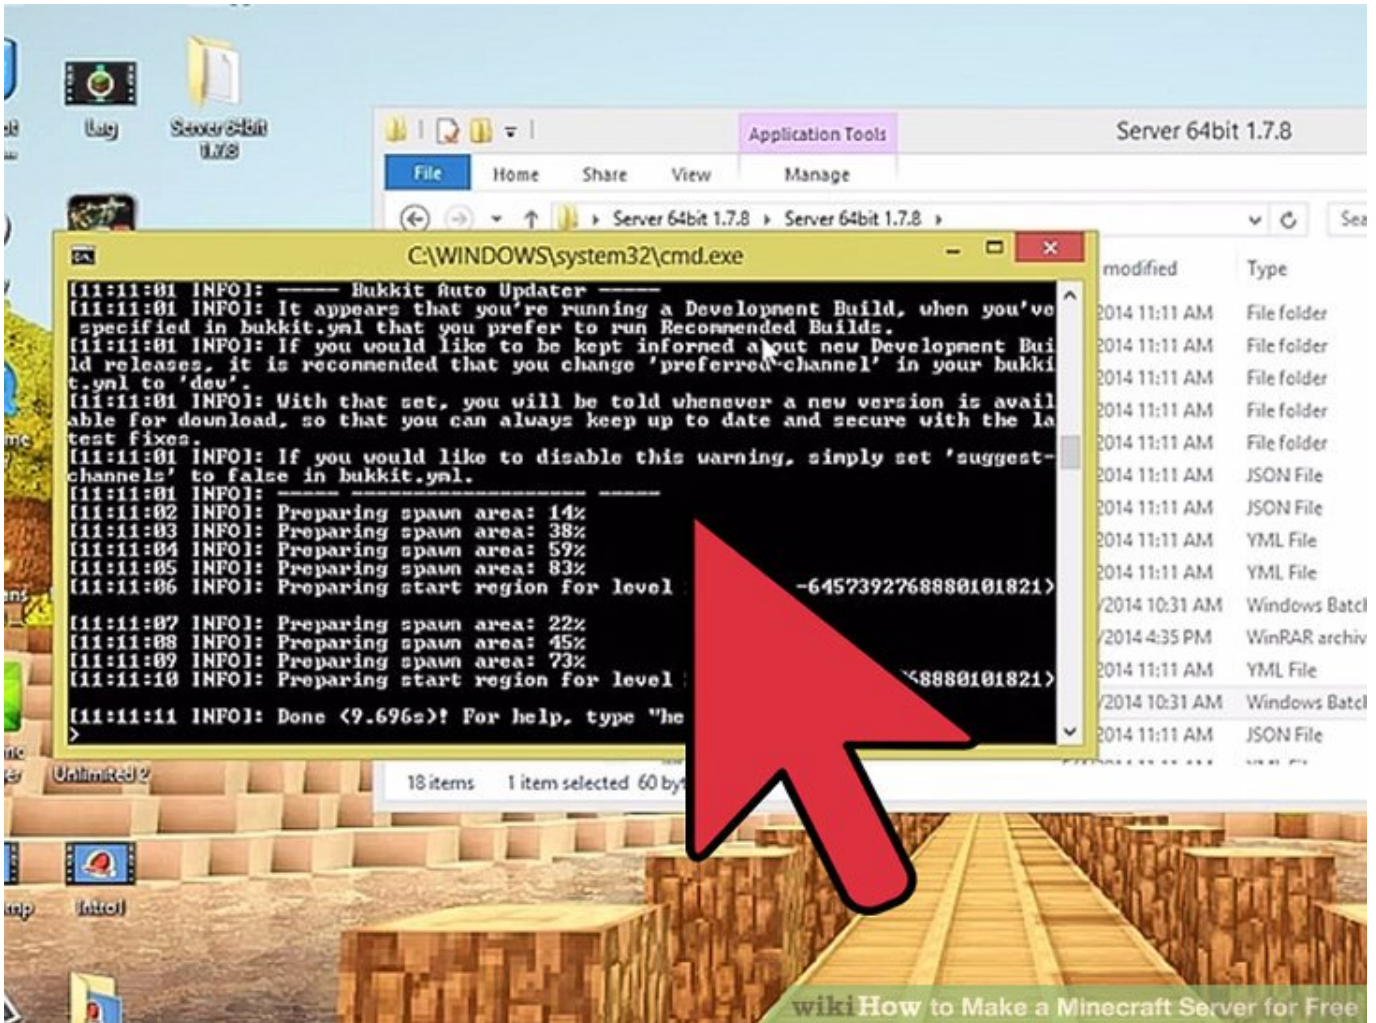 Lag
Server 64bit
1.7.8
Application Tools
Server 64bit 1.7.8
File
Home
Share
View
Manage
Server 64bit 1.7.8
Server 64bit 1.7.8
Sea
C:\WINDOWS\system32\cmd.exe
modified
Type
[11:11:01 INFO]: ----- Bukkit Auto Updater -----
[11:11:01 INFO]: It appears that you're running a Development Build, when you've
specified in bukkit.yml that you prefer to run Recommended Builds.
[11:11:01 INFO]: If you would like to be kept informed about new Development Bui
ld releases, it is recommended that you change 'preferred-channel' in your bukki
t.yml to 'dev'.
[11:11:01 INFO]: With that set, you will be told whenever a new version is avail
able for download, so that you can always keep up to date and secure with the la
test fixes.
[11:11:01 INFO]: If you would like to disable this warning, simply set 'suggest-
channels' to false in bukkit.yml.
[11:11:01 INFO]: ----- ------------------- -----
[11:11:02 INFO]: Preparing spawn area: 14%
[11:11:03 INFO]: Preparing spawn area: 38%
[11:11:04 INFO]: Preparing spawn area: 59%
[11:11:05 INFO]: Preparing spawn area: 83%
[11:11:06 INFO]: Preparing start region for level -6457392768880101821)
[11:11:07 INFO]: Preparing spawn area: 22%
[11:11:08 INFO]: Preparing spawn area: 45%
[11:11:09 INFO]: Preparing spawn area: 73%
[11:11:10 INFO]: Preparing start region for level 68880101821)
[11:11:11 INFO]: Done (9.696s)! For help, type "he
>
2014 11:11 AM File folder
2014 11:11 AM File folder
2014 11:11 AM File folder
2014 11:11 AM File folder
2014 11:11 AM File folder
2014 11:11 AM JSON File
2014 11:11 AM JSON File
2014 11:11 AM YML File
2014 11:11 AM YML File
/2014 10:31 AM Windows Batch
/2014 4:35 PM WinRAR archiv
2014 11:11 AM YML File
/2014 10:31 AM Windows Batch
2014 11:11 AM JSON File
18 items 1 item selected 60 by
Unlimited 2
Intro1
wikiHow to Make a Minecraft Server for Free